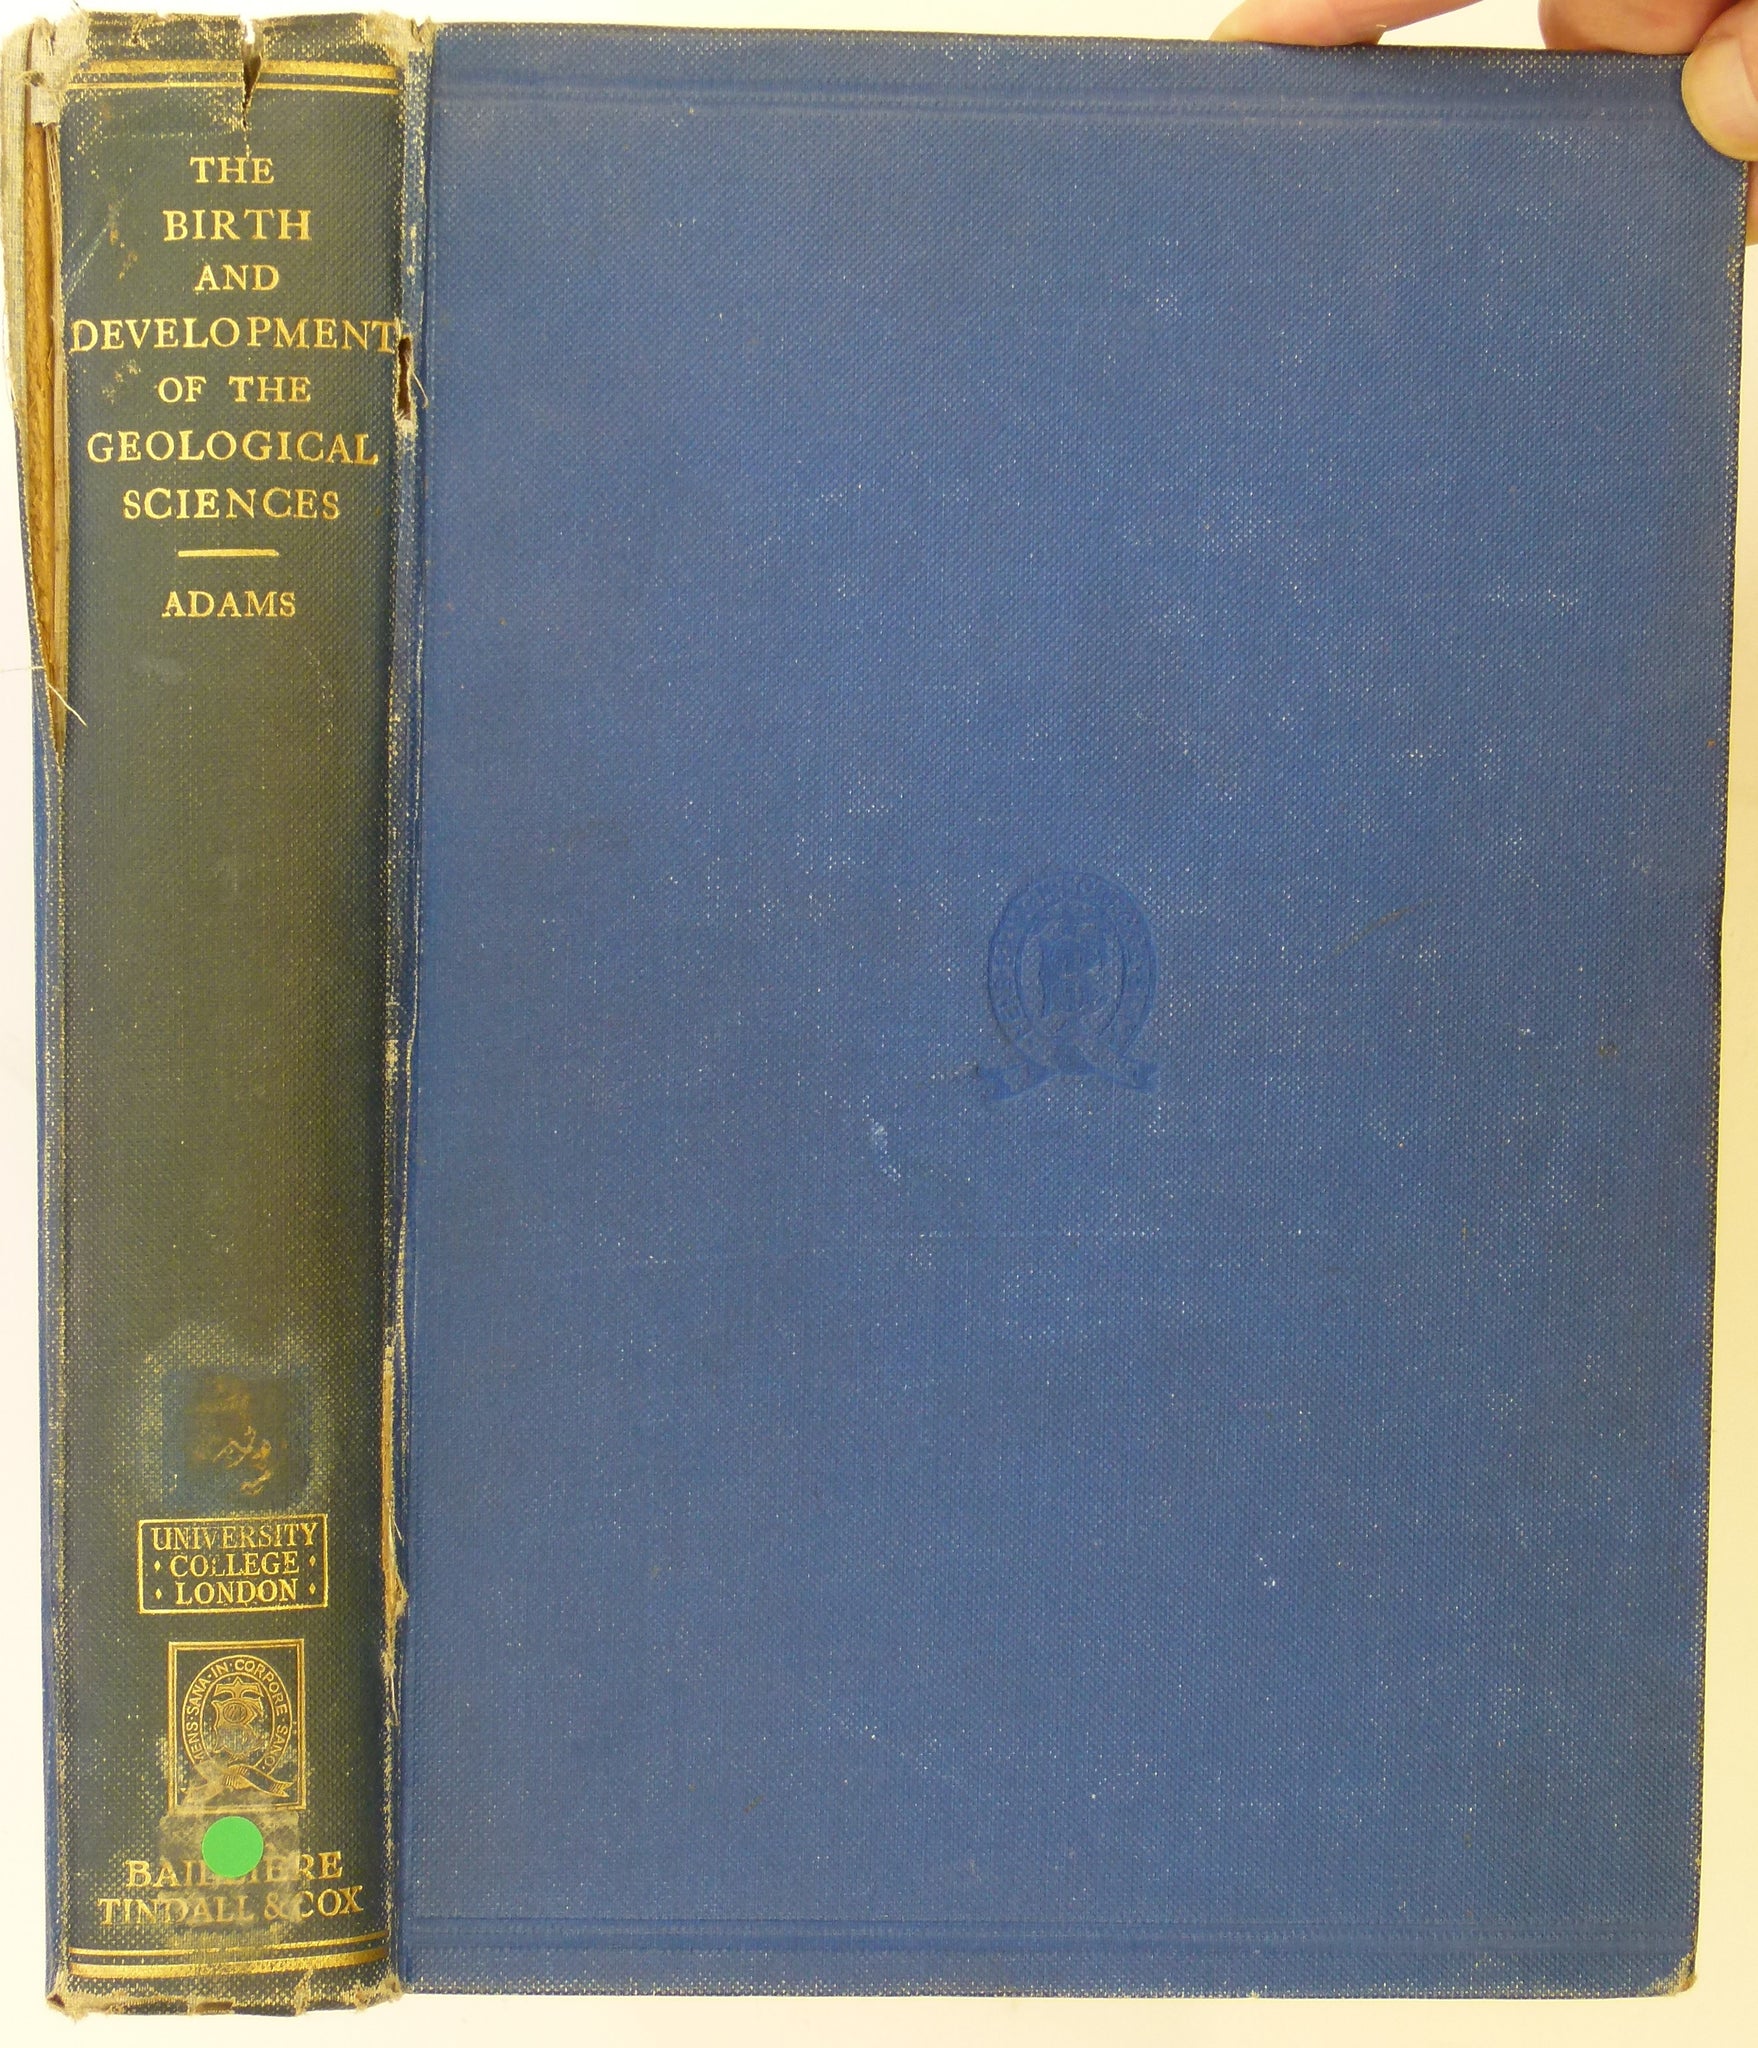 THE
BIRTH
AND
DEVELOPMENT
OF THE
GEOLOGICAL
SCIENCES
ADAMS
UNIVERSITY
COLLEGE
LONDON
MENS · SANA · IN · CORPORE · SANO
TINDALL & COX